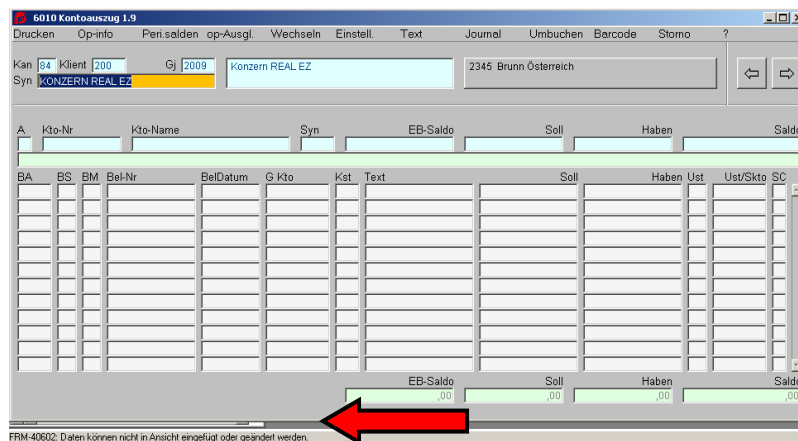 6010 Kontoauszug 1.9
Drucken Op-info Peri.salden op-Ausgl. Wechseln Einstell. Text Journal Umbuchen Barcode Storno ?
Kan 84 Klient 200 Gj 2009 Konzern REAL EZ 2345 Brunn Österreich
Syn KONZERN REAL EZ
A Kto-Nr Kto-Name Syn EB-Saldo Soll Haben Saldo
BA BS BM Bel-Nr BelDatum G Kto Kst Text Soll Haben Ust Ust/Skto SC
EB-Saldo Soll Haben Saldo
,00 ,00 ,00 ,00
FRM-40602: Daten können nicht in Ansicht eingefügt oder geändert werden.